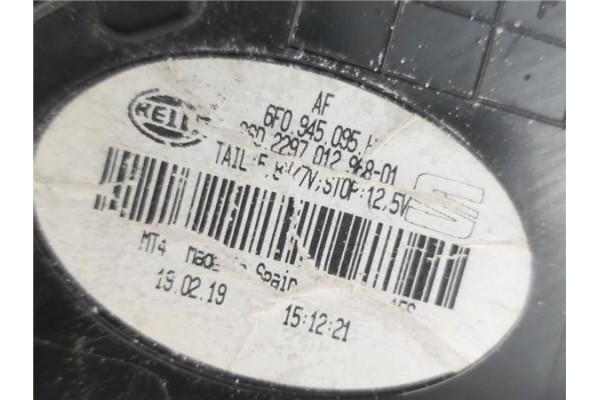 AF
HELLA
6F0.945.095.H
2297 012
TAIL:
STOP:12.5V
MT4 Made Spain
19.02.19 15:12:21